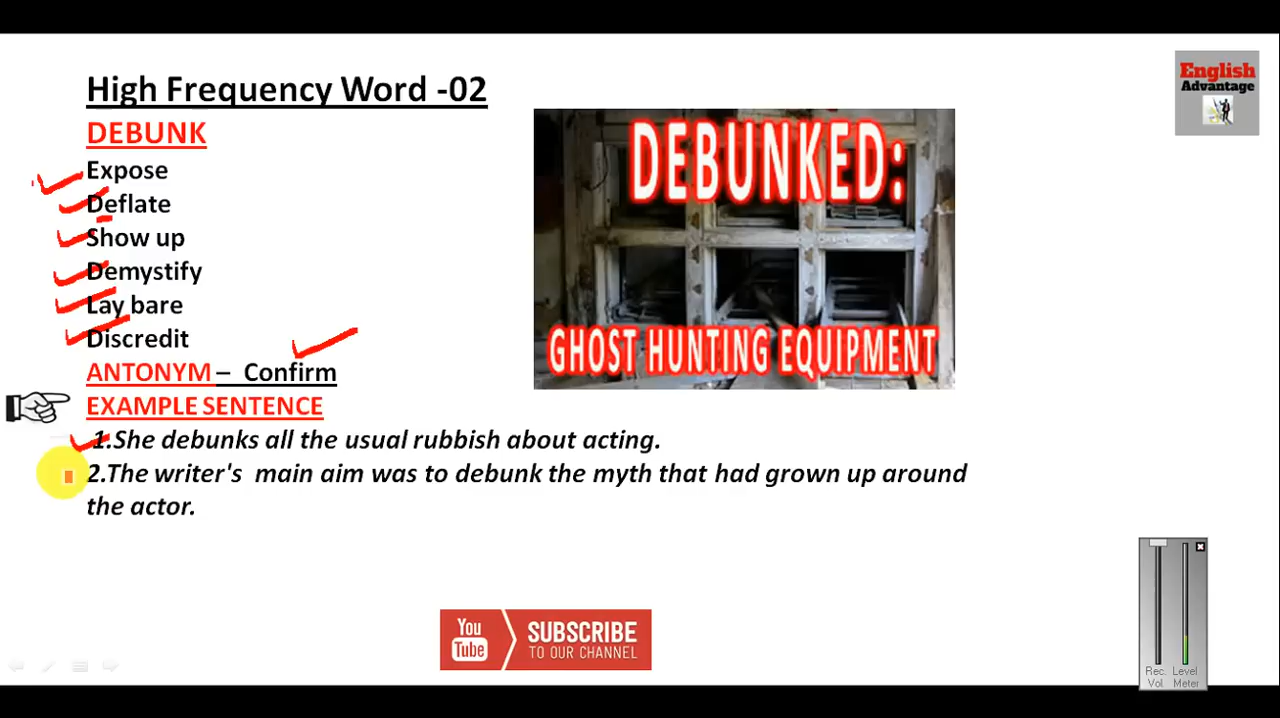 High Frequency Word -02
DEBUNK
Expose
Deflate
Show up
Demystify
Lay bare
Discredit
ANTONYM – Confirm
EXAMPLE SENTENCE
1.She debunks all the usual rubbish about acting.
2.The writer's main aim was to debunk the myth that had grown up around
the actor.
DEBUNKED:
GHOST HUNTING EQUIPMENT
English
Advantage
You
Tube
SUBSCRIBE
TO OUR CHANNEL
Rec. Level
Vol Meter